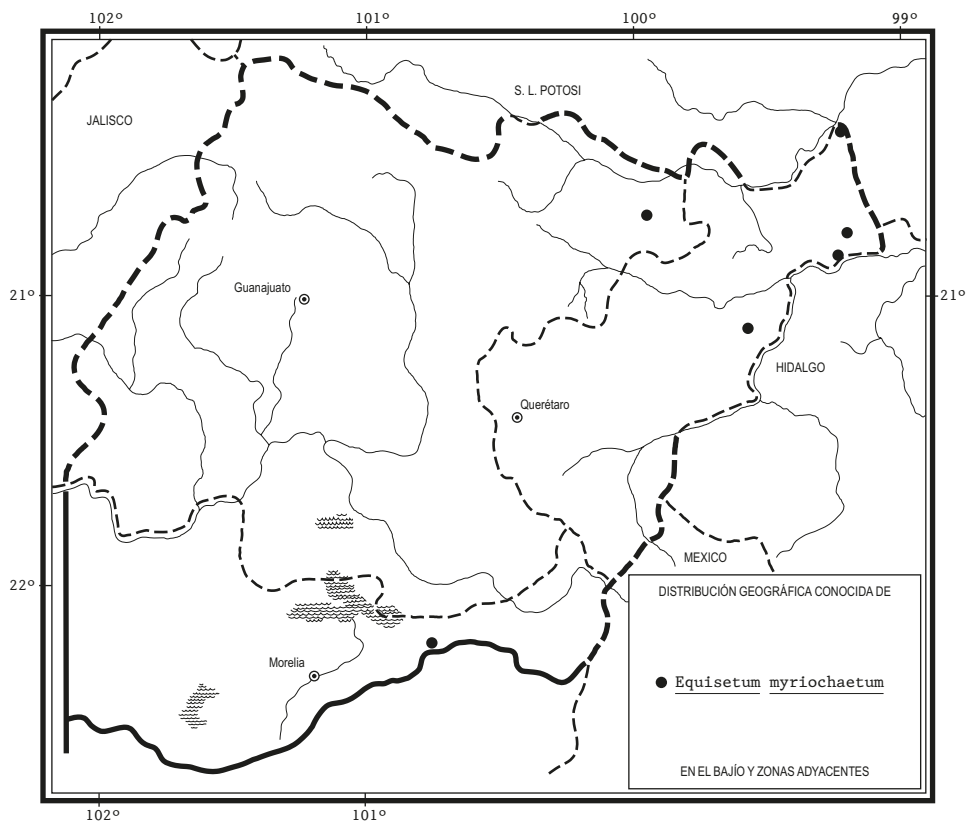 102º 101º 100º 99º
S. L. POTOSI
JALISCO
Guanajuato
21º 21º
HIDALGO
Querétaro
MEXICO
22º
DISTRIBUCIÓN GEOGRÁFICA CONOCIDA DE
Morelia
Equisetum myriochaetum
EN EL BAJÍO Y ZONAS ADYACENTES
102º 101º